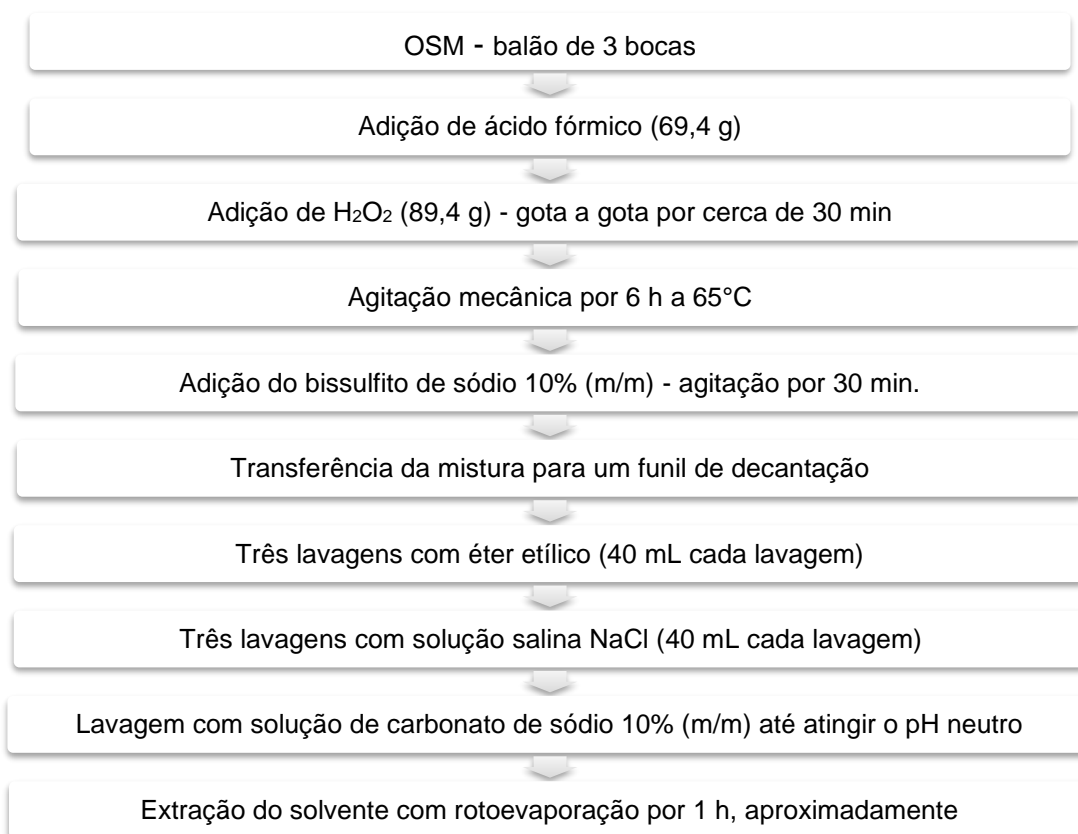 OSM - balão de 3 bocas
Adição de ácido fórmico (69,4 g)
Adição de H₂O₂ (89,4 g) - gota a gota por cerca de 30 min
Agitação mecânica por 6 h a 65°C
Adição do bissulfito de sódio 10% (m/m) - agitação por 30 min.
Transferência da mistura para um funil de decantação
Três lavagens com éter etílico (40 mL cada lavagem)
Três lavagens com solução salina NaCl (40 mL cada lavagem)
Lavagem com solução de carbonato de sódio 10% (m/m) até atingir o pH neutro
Extração do solvente com rotoevaporação por 1 h, aproximadamente